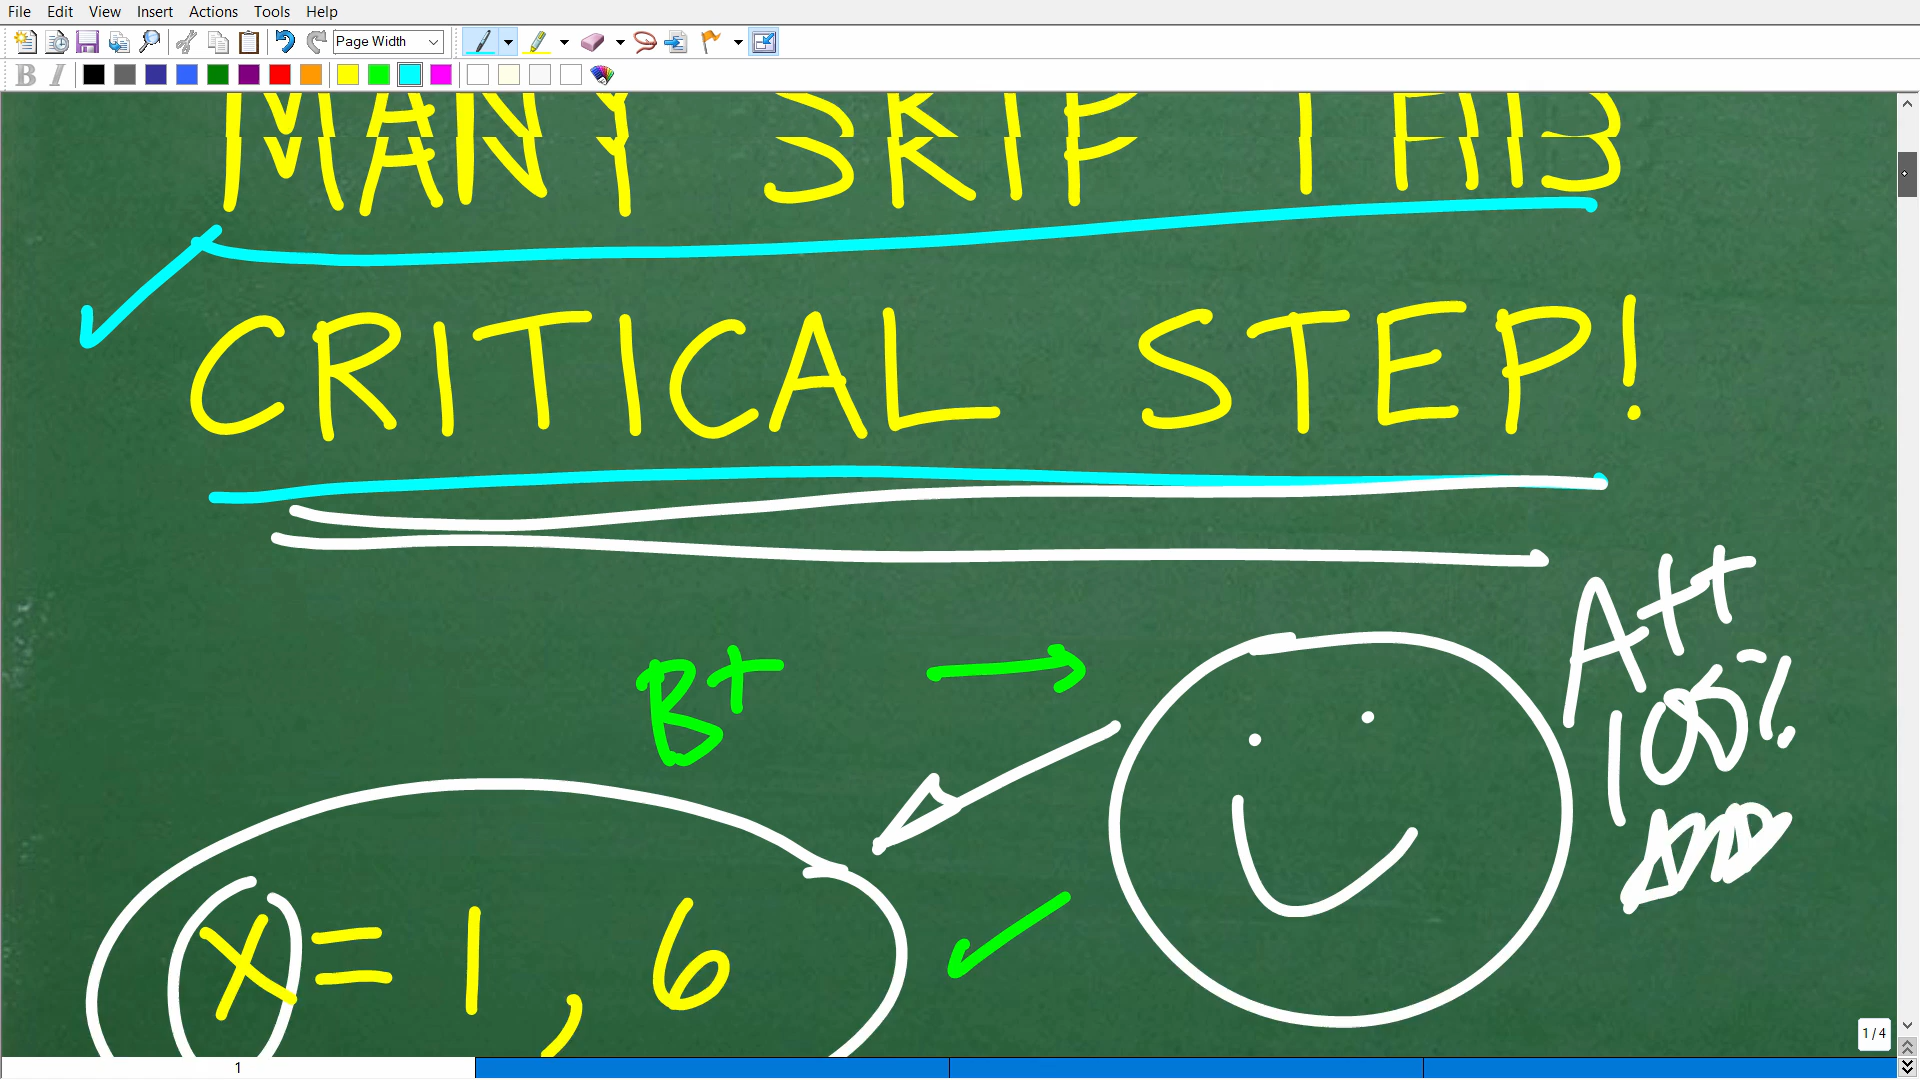 File Edit View Insert Actions Tools Help
Page Width
B I
MANY SKIP THIS
CRITICAL STEP!
A++
100%
B+
X = 1 , 6
1 / 4
1